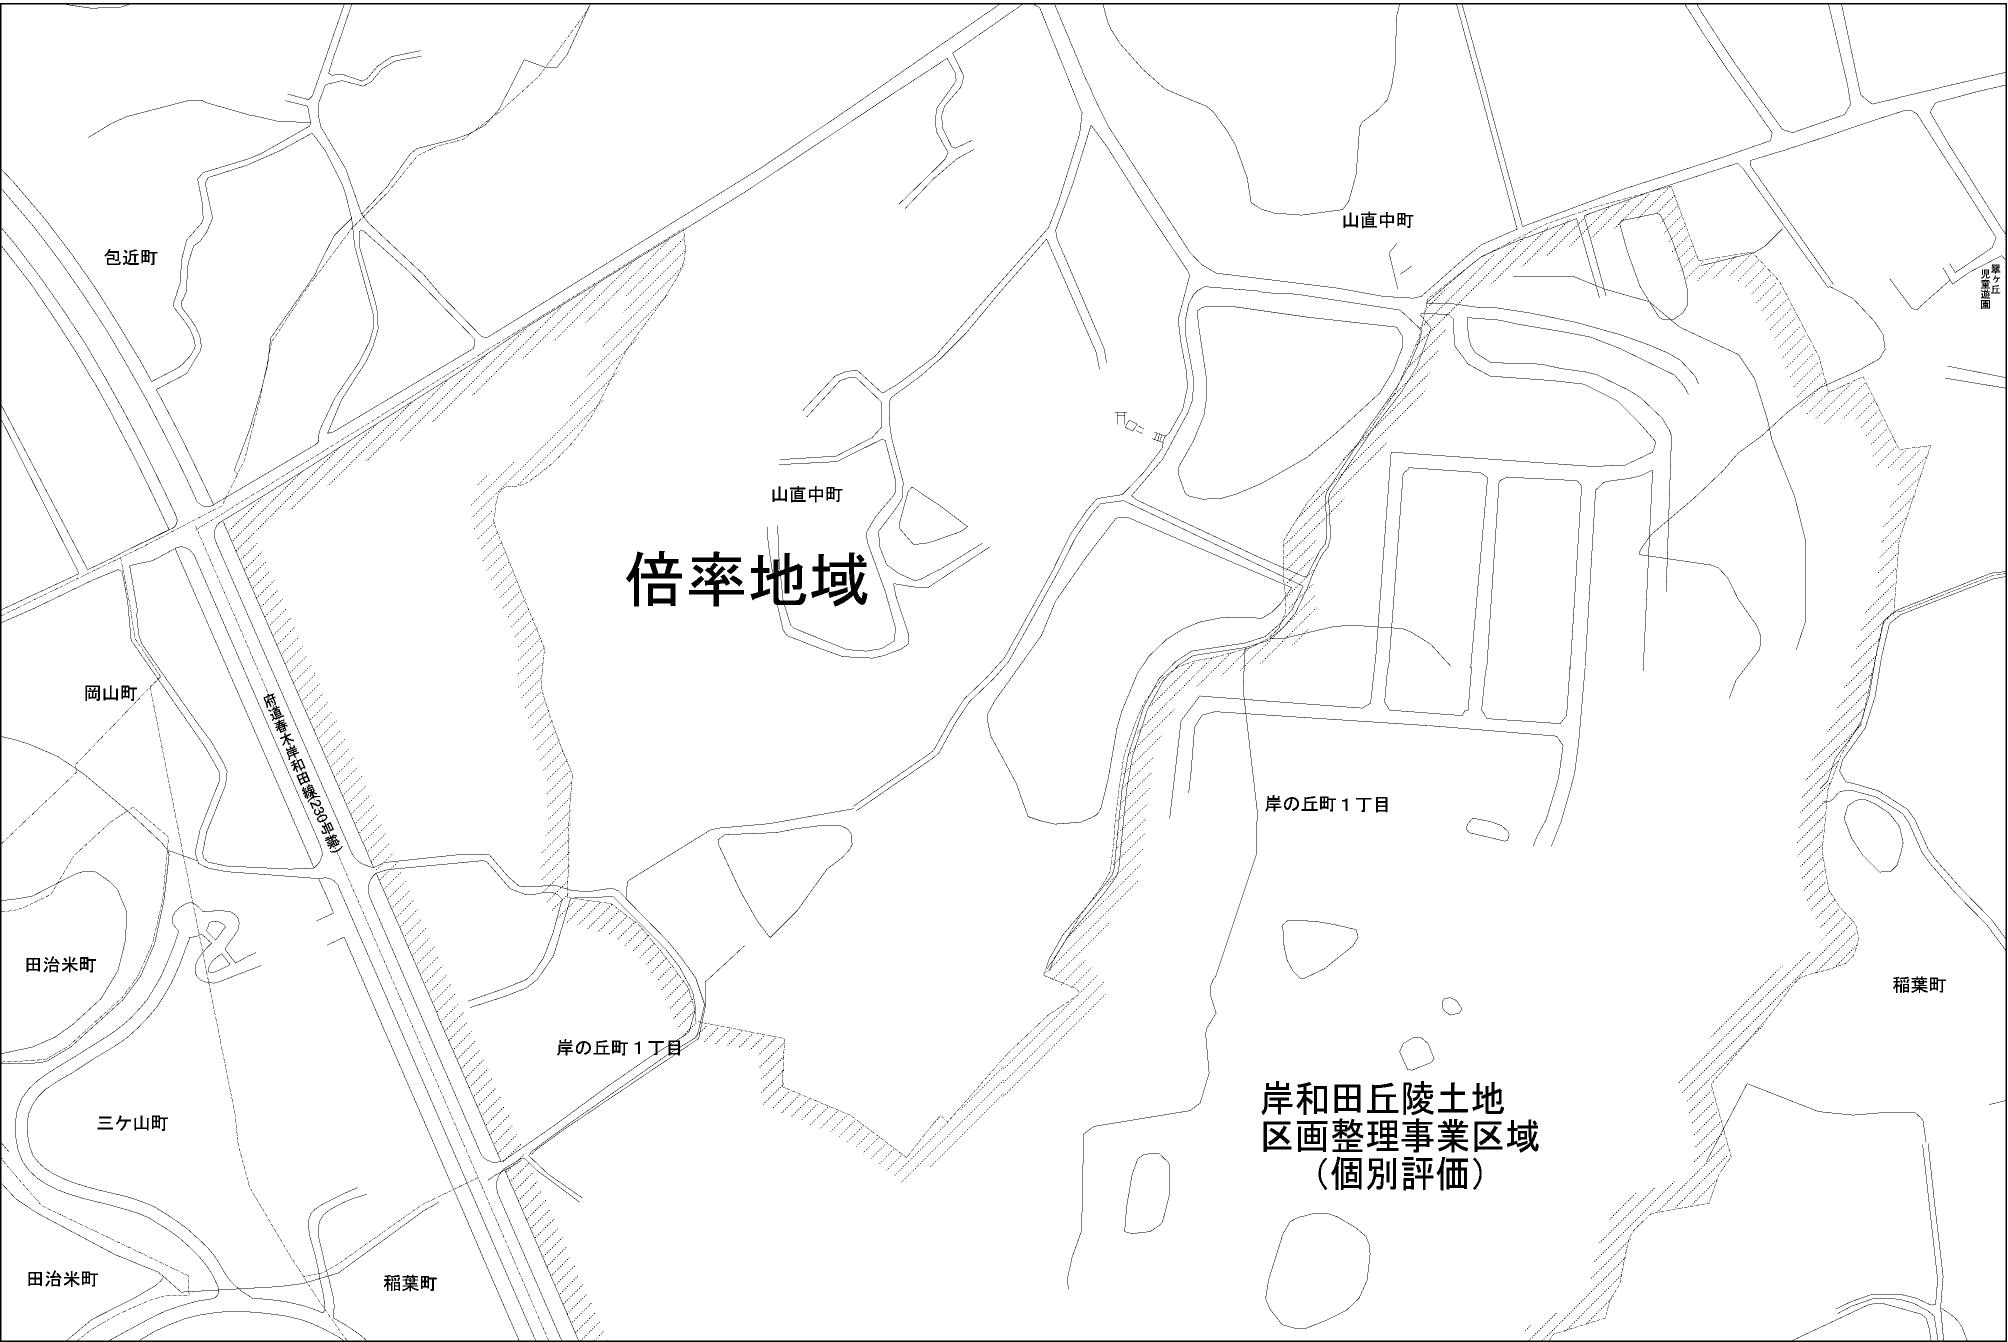 山直中町
包近町
翠ヶ丘
児童遊園
山直中町
倍率地域
岡山町
府道春木岸和田線(230号線)
岸の丘町１丁目
田治米町
稲葉町
岸の丘町１丁目
岸和田丘陵土地
区画整理事業区域
（個別評価）
三ケ山町
田治米町
稲葉町